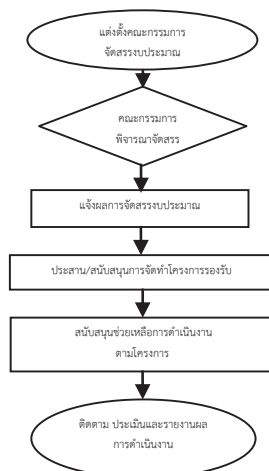 แต่งตั้งคณะกรรมการ
จัดสรรงบประมาณ
คณะกรรมการ
พิจารณาจัดสรร
แจ้งผลการจัดสรรงบประมาณ
ประสาน/สนับสนุนการจัดทำโครงการรองรับ
สนับสนุนช่วยเหลือการดำเนินงาน
ตามโครงการ
ติดตาม ประเมินและรายงานผล
การดำเนินงาน